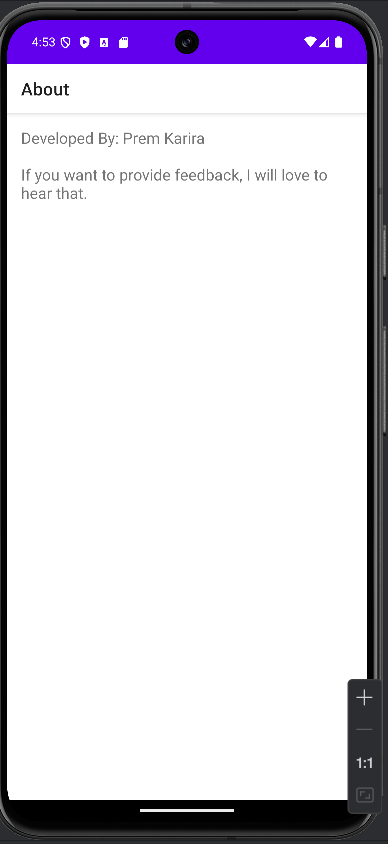 4:53
About
Developed By: Prem Karira
If you want to provide feedback, I will love to
hear that.
1:1